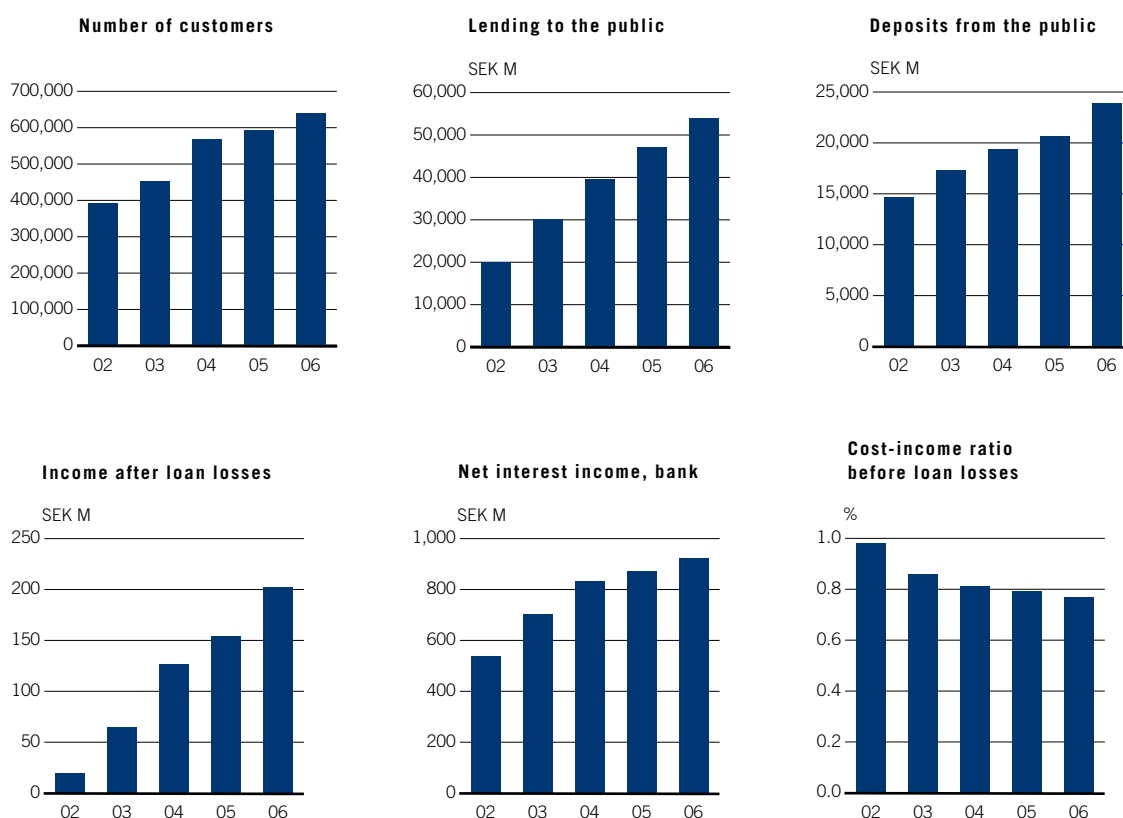 Number of customers
700,000
600,000
500,000
400,000
300,000
200,000
100,000
0
02 03 04 05 06
Lending to the public
SEK M
60,000
50,000
40,000
30,000
20,000
10,000
0
02 03 04 05 06
Deposits from the public
SEK M
25,000
20,000
15,000
10,000
5,000
0
02 03 04 05 06
Income after loan losses
SEK M
250
200
150
100
50
0
02 03 04 05 06
Net interest income, bank
SEK M
1,000
800
600
400
200
0
02 03 04 05 06
Cost-income ratio
before loan losses
%
1.0
0.8
0.6
0.4
0.2
0.0
02 03 04 05 06